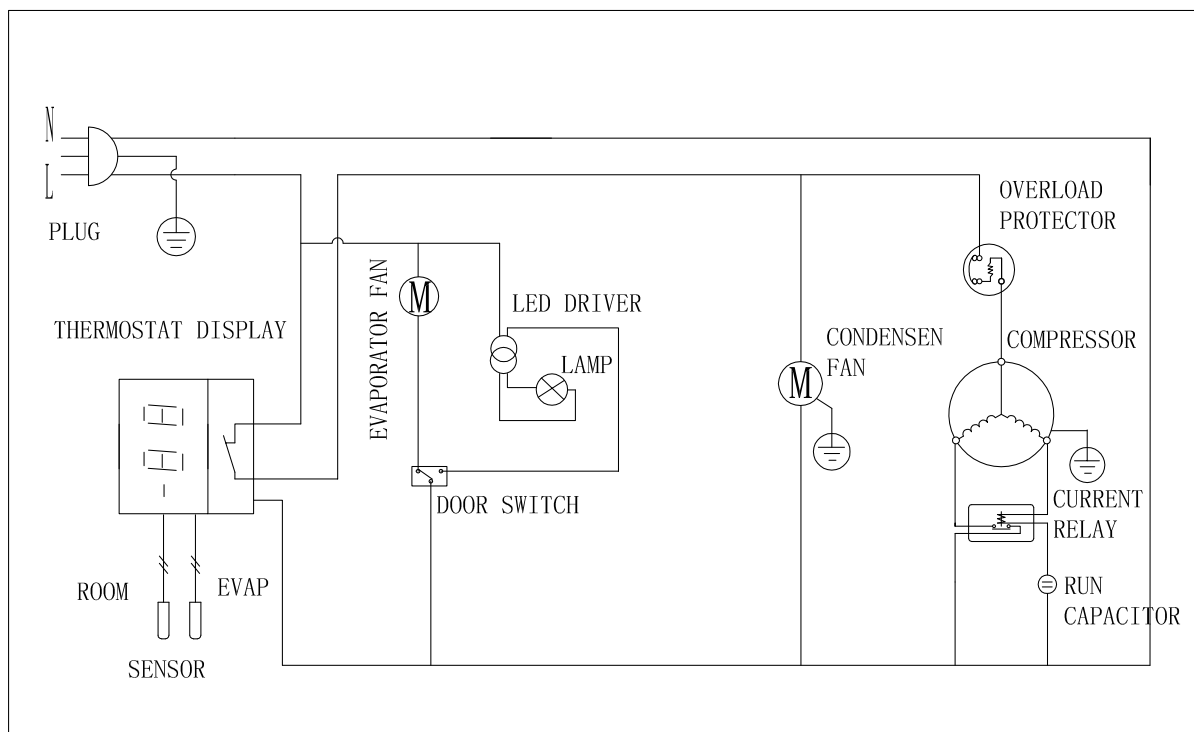 N
L
PLUG
OVERLOAD
PROTECTOR
THERMOSTAT DISPLAY
EVAPORATOR FAN
M
LED DRIVER
LAMP
CONDENSEN
FAN
M
COMPRESSOR
DOOR SWITCH
CURRENT
RELAY
ROOM
EVAP
SENSOR
RUN
CAPACITOR